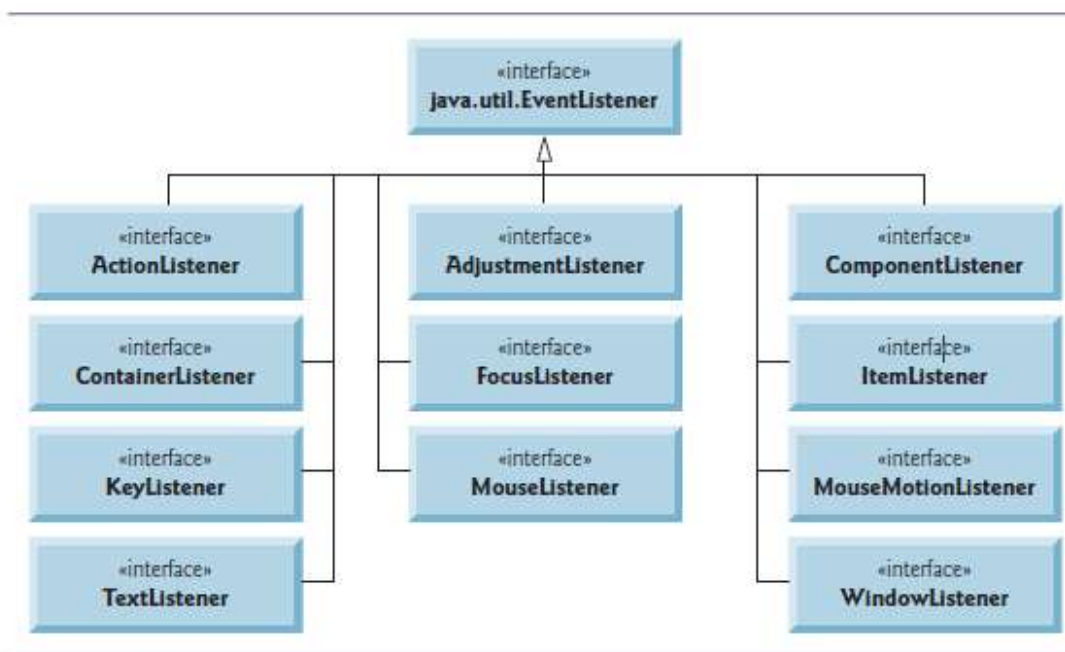 «interface»
java.util.EventListener
«interface»
ActionListener
«interface»
AdjustmentListener
«interface»
ComponentListener
«interface»
ContainerListener
«interface»
FocusListener
«interface»
ItemListener
«interface»
KeyListener
«interface»
MouseListener
«interface»
MouseMotionListener
«interface»
TextListener
«interface»
WindowListener